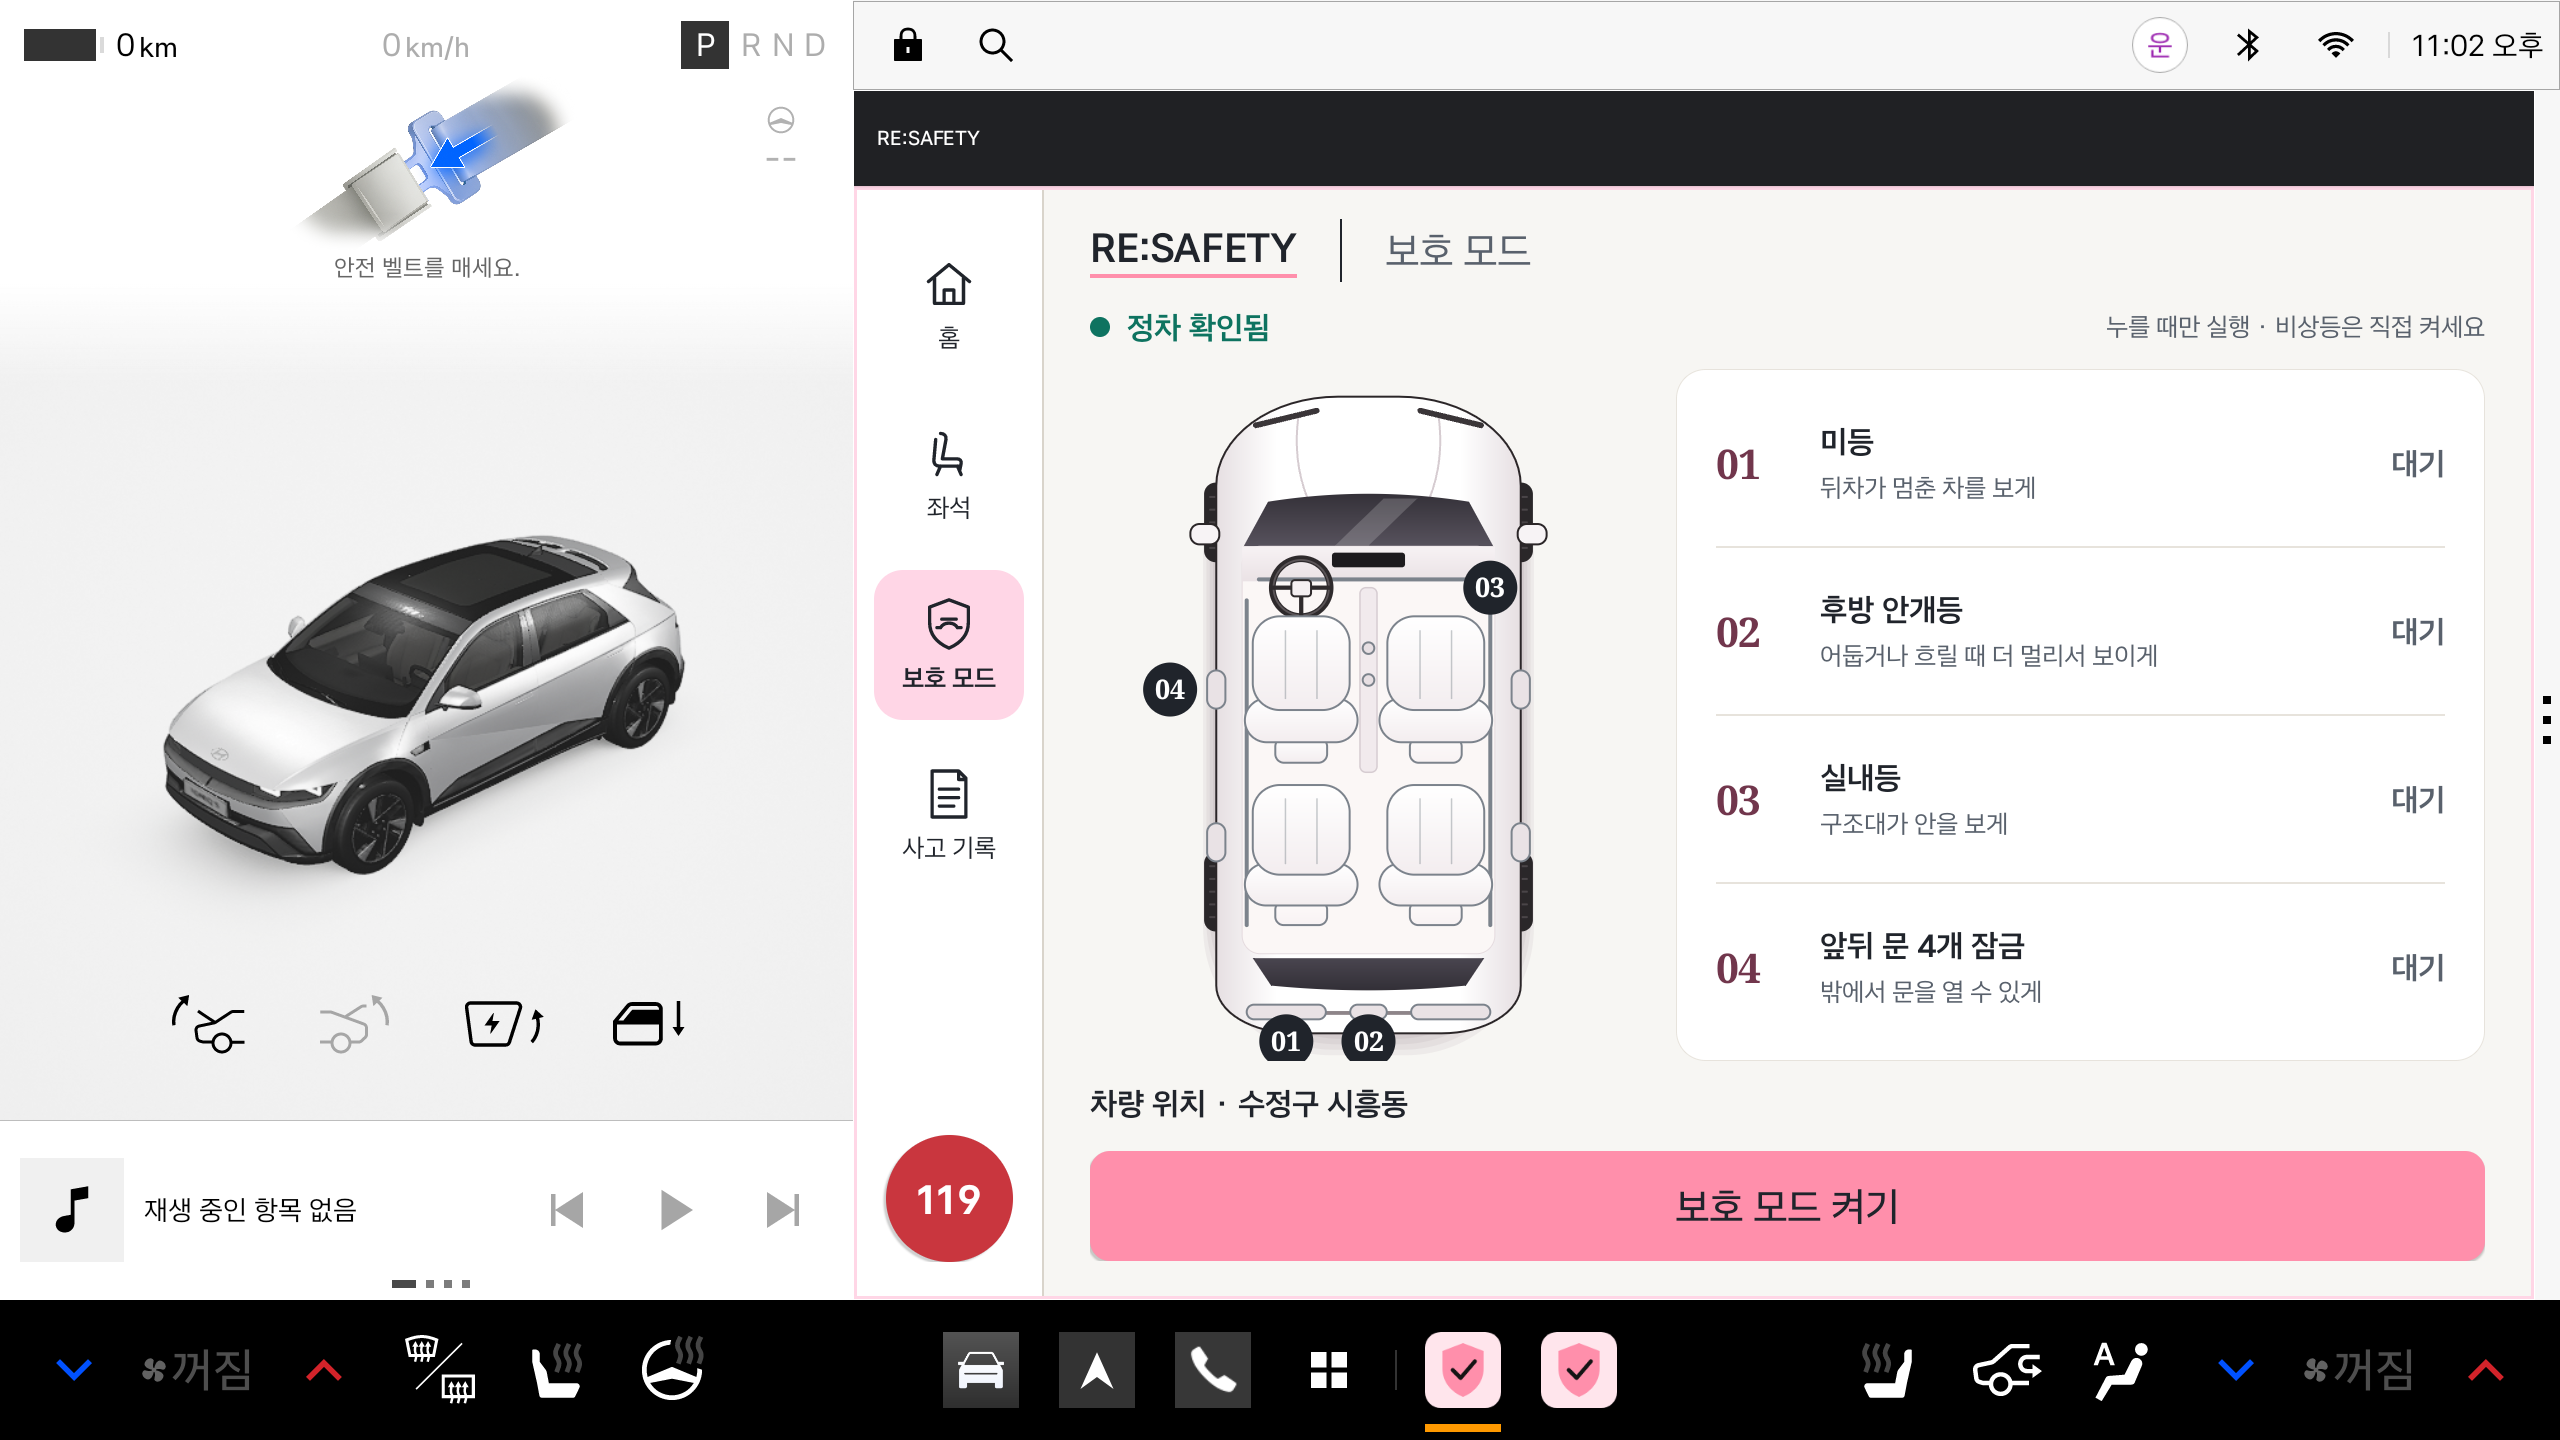 0 km
0 km/h
P R N D
안전 벨트를 매세요.
재생 중인 항목 없음
운
11:02 오후
RE:SAFETY
홈
좌석
보호 모드
사고 기록
119
RE:SAFETY
보호 모드
정차 확인됨
누를 때만 실행 · 비상등은 직접 켜세요
03
04
01
02
01
미등
뒤차가 멈춘 차를 보게
대기
02
후방 안개등
어둡거나 흐릴 때 더 멀리서 보이게
대기
03
실내등
구조대가 안을 보게
대기
04
앞뒤 문 4개 잠금
밖에서 문을 열 수 있게
대기
차량 위치 · 수정구 시흥동
보호 모드 켜기
꺼짐
A
꺼짐